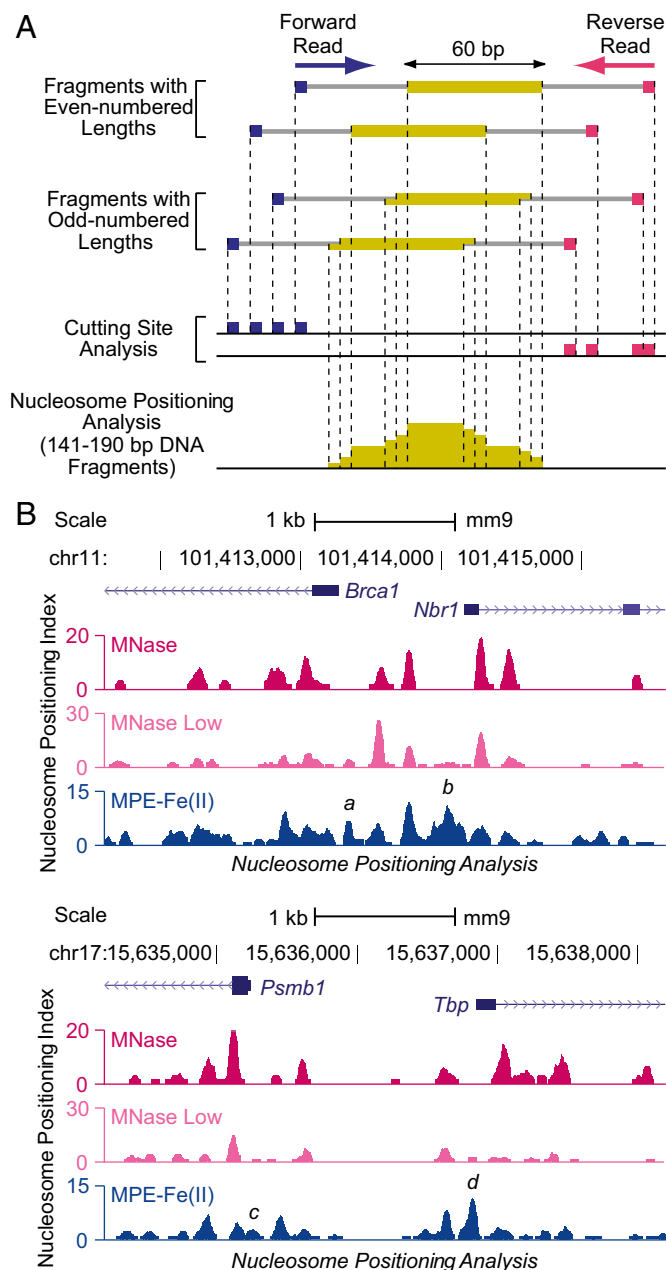 A
Forward
Read
60 bp
Reverse
Read
Fragments with
Even-numbered
Lengths
Fragments with
Odd-numbered
Lengths
Cutting Site
Analysis
Nucleosome Positioning
Analysis
(141-190 bp DNA
Fragments)
B
Scale 1 kb mm9
chr11: 101,413,000 101,414,000 101,415,000
Brca1
Nbr1
Nucleosome Positioning Index
20 MNase
0
30 MNase Low
0
15 MPE-Fe(II) a b
0
Nucleosome Positioning Analysis
Scale 1 kb mm9
chr17: 15,635,000 15,636,000 15,637,000 15,638,000
Psmb1
Tbp
Nucleosome Positioning Index
20 MNase
0
30 MNase Low
0
15 MPE-Fe(II) c d
0
Nucleosome Positioning Analysis